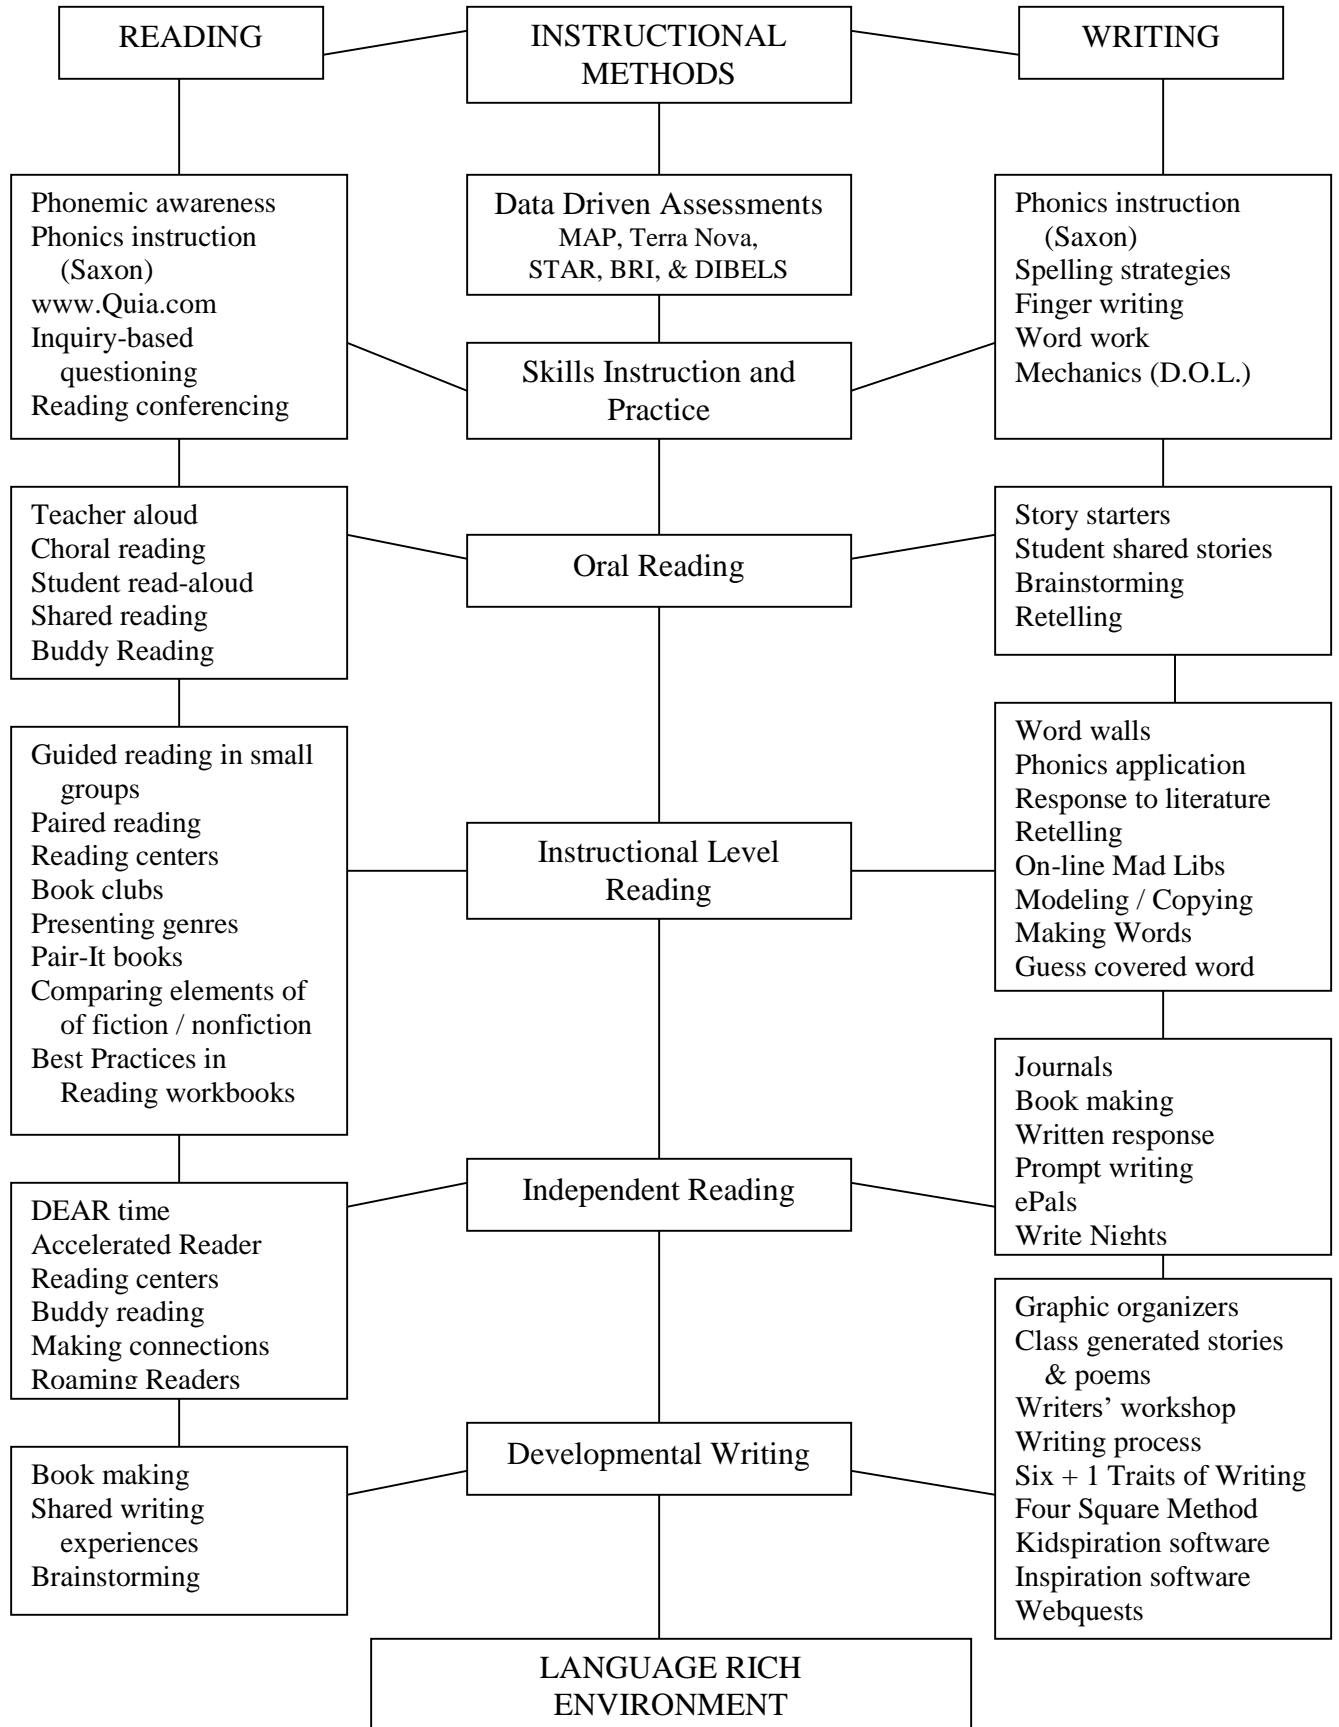 READING
INSTRUCTIONAL
METHODS
WRITING
Phonemic awareness
Phonics instruction
(Saxon)
www.Quia.com
Inquiry-based
questioning
Reading conferencing
Data Driven Assessments
MAP, Terra Nova,
STAR, BRI, & DIBELS
Phonics instruction
(Saxon)
Spelling strategies
Finger writing
Word work
Mechanics (D.O.L.)
Skills Instruction and
Practice
Teacher aloud
Choral reading
Student read-aloud
Shared reading
Buddy Reading
Oral Reading
Story starters
Student shared stories
Brainstorming
Retelling
Guided reading in small
groups
Paired reading
Reading centers
Book clubs
Presenting genres
Pair-It books
Comparing elements of
of fiction / nonfiction
Best Practices in
Reading workbooks
Instructional Level
Reading
Word walls
Phonics application
Response to literature
Retelling
On-line Mad Libs
Modeling / Copying
Making Words
Guess covered word
DEAR time
Accelerated Reader
Reading centers
Buddy reading
Making connections
Roaming Readers
Independent Reading
Journals
Book making
Written response
Prompt writing
ePals
Write Nights
Book making
Shared writing
experiences
Brainstorming
Developmental Writing
Graphic organizers
Class generated stories
& poems
Writers’ workshop
Writing process
Six + 1 Traits of Writing
Four Square Method
Kidspiration software
Inspiration software
Webquests
LANGUAGE RICH
ENVIRONMENT